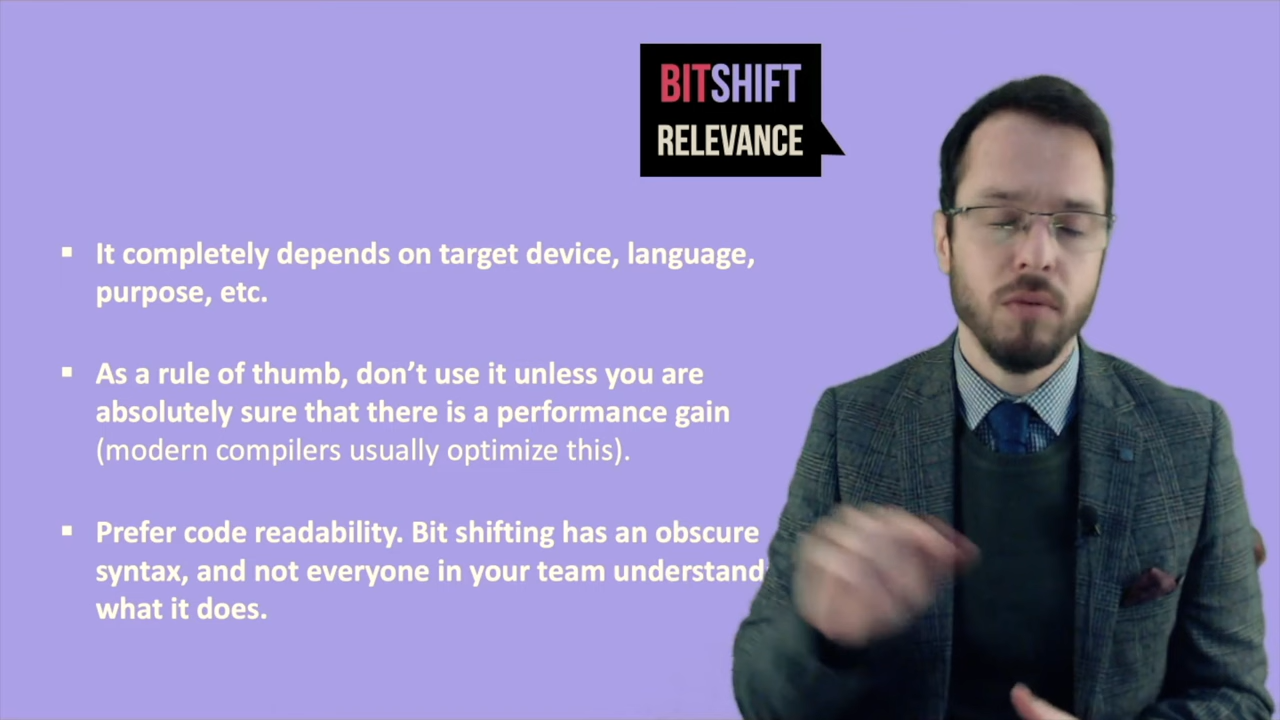 BITSHIFT
RELEVANCE
▪ It completely depends on target device, language,
purpose, etc.
▪ As a rule of thumb, don’t use it unless you are
absolutely sure that there is a performance gain
(modern compilers usually optimize this).
▪ Prefer code readability. Bit shifting has an obscure
syntax, and not everyone in your team understand
what it does.